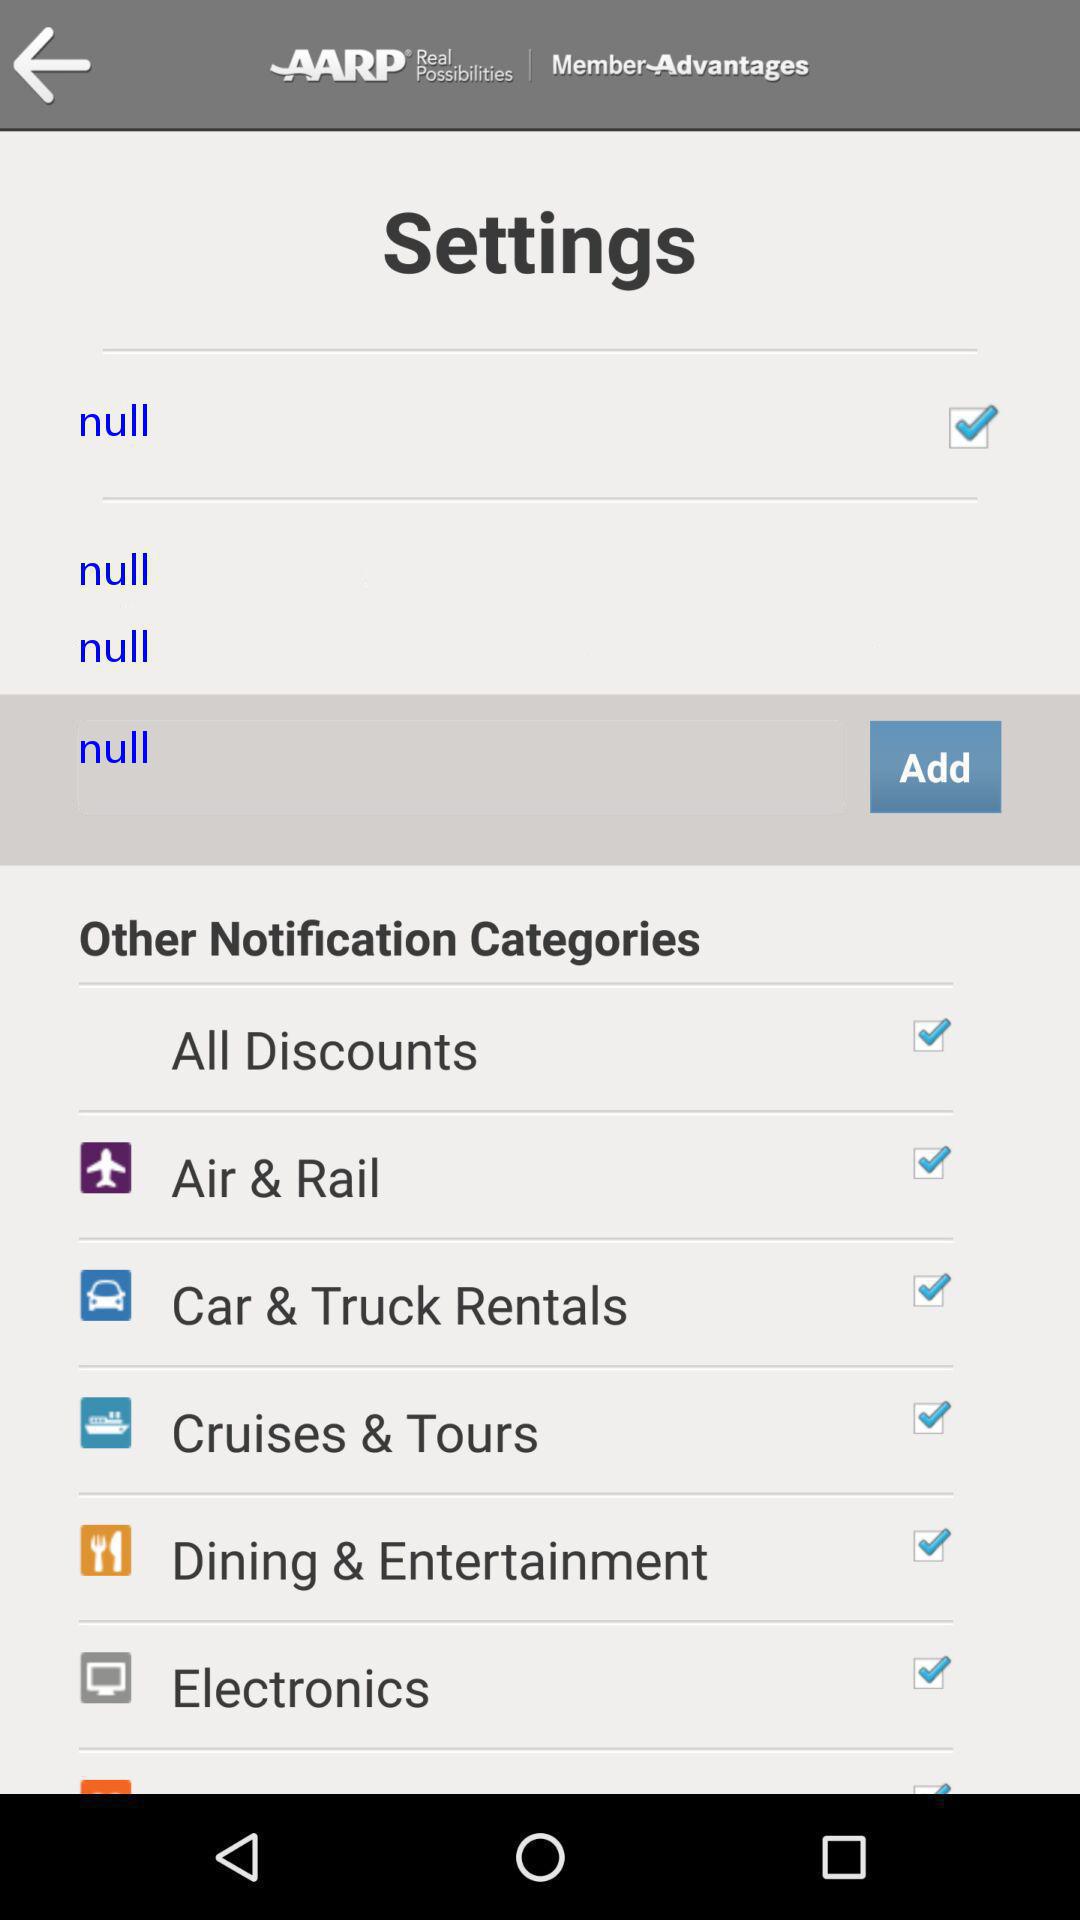 AARP® Real Possibilities | Member Advantages
Settings
null
null
null
null
Add
Other Notification Categories
All Discounts
Air & Rail
Car & Truck Rentals
Cruises & Tours
Dining & Entertainment
Electronics